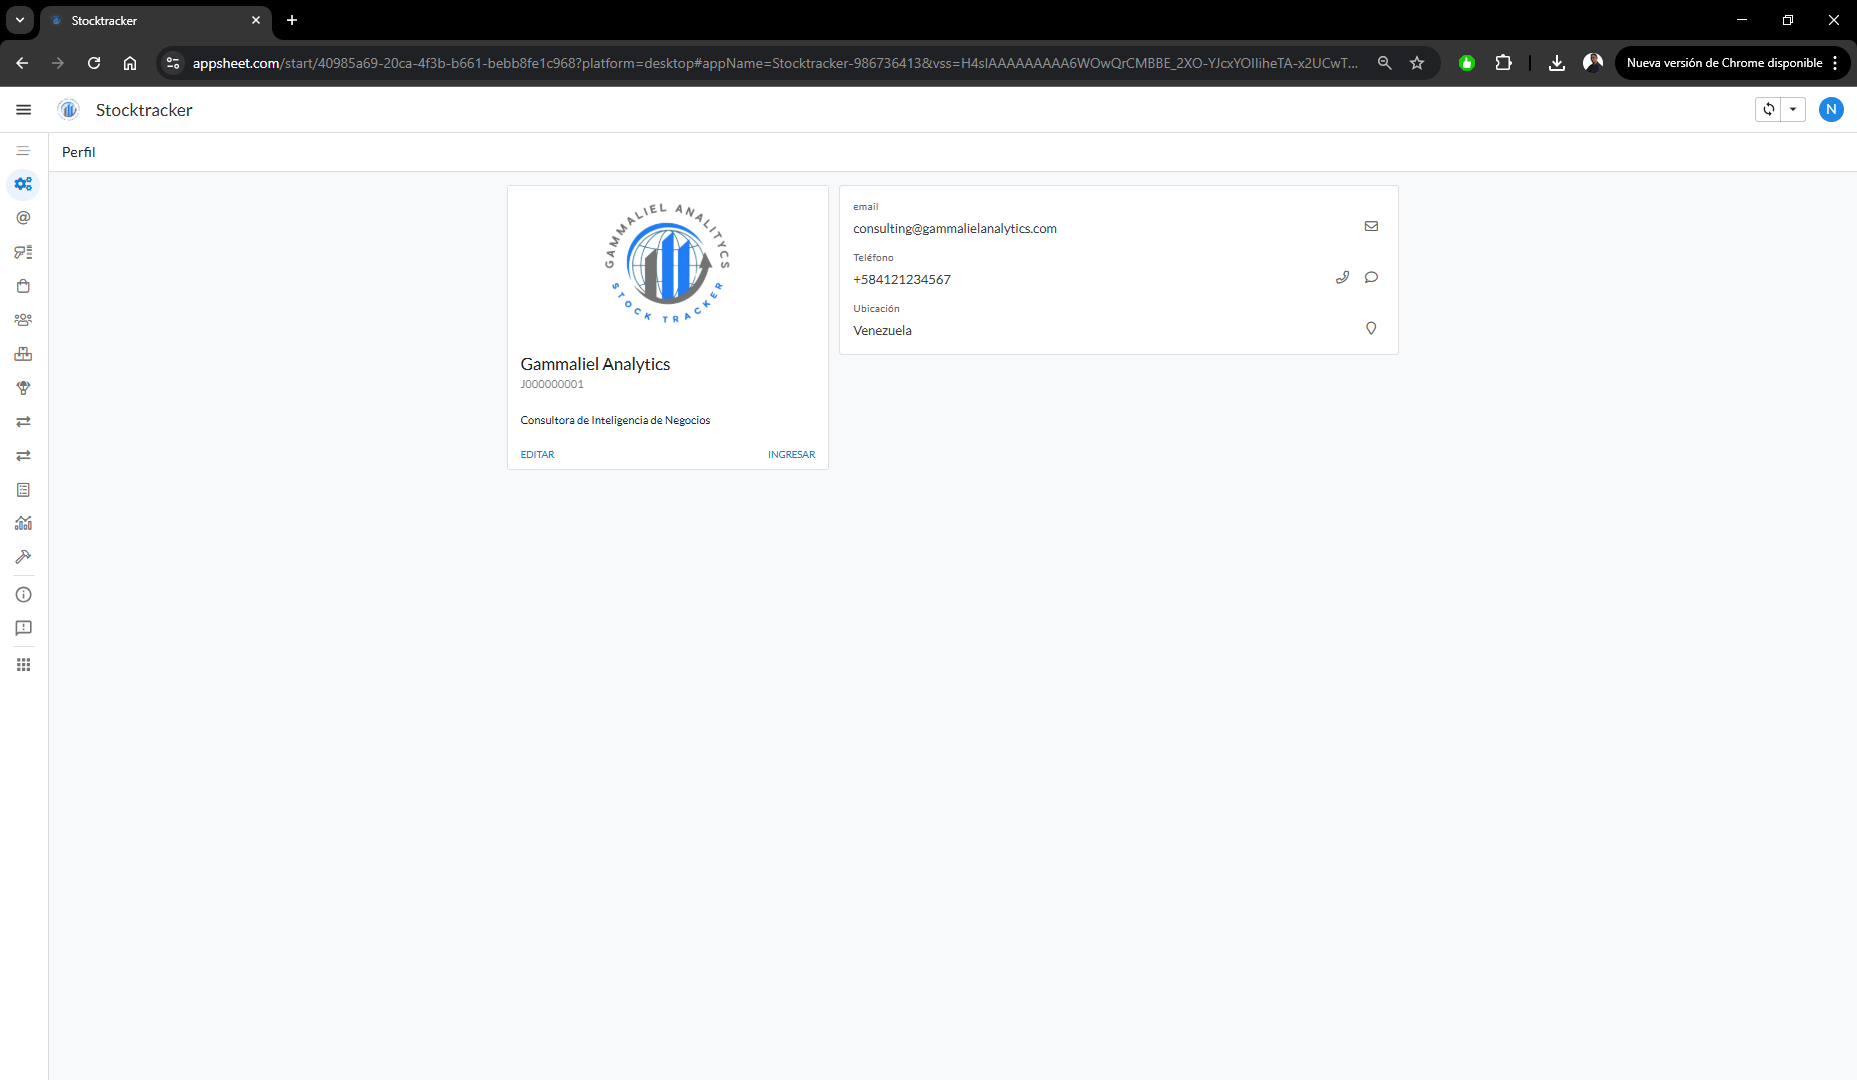 Stocktracker
appsheet.com/start/40985a69-20ca-4f3b-b661-bebb8fe1c968?platform=desktop#appName=Stocktracker-986736413&vss=H4sIAAAAAAAAA6WOwQrCMBBE_2XO-YJcxYOIIiheTA-x2UCwT...
Nueva versión de Chrome disponible
Stocktracker
N
Perfil
GAMMALIEL ANALITYCS
STOCK TRACKER
Gammaliel Analytics
J000000001
Consultora de Inteligencia de Negocios
EDITAR
INGRESAR
email
consulting@gammalielanalytics.com
Teléfono
+584121234567
Ubicación
Venezuela